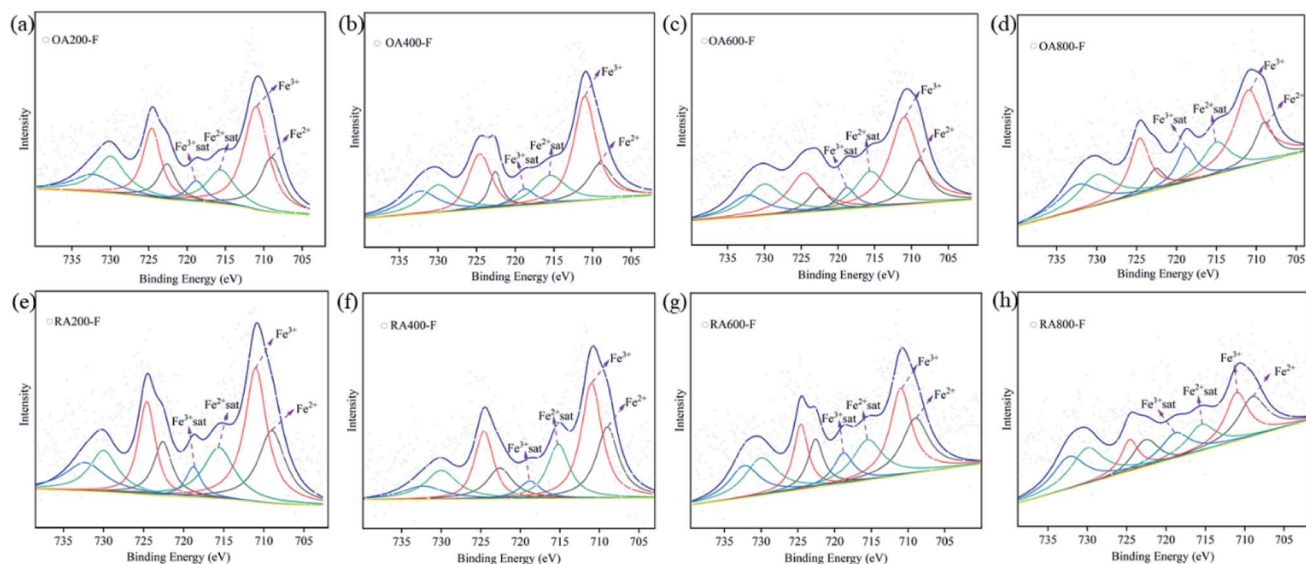 (a)
○ OA200-F
Fe3+
Fe2+sat
Fe3+sat
Fe2+
Intensity
735 730 725 720 715 710 705
Binding Energy (eV)
(b)
○ OA400-F
Fe3+
Fe2+sat
Fe3+sat
Fe2+
Intensity
735 730 725 720 715 710 705
Binding Energy (eV)
(c)
○ OA600-F
Fe3+
Fe2+sat
Fe3+sat
Fe2+
Intensity
735 730 725 720 715 710 705
Binding Energy (eV)
(d)
○ OA800-F
Fe3+
Fe3+sat
Fe2+sat
Fe2+
Intensity
735 730 725 720 715 710 705
Binding Energy (eV)
(e)
○ RA200-F
Fe3+
Fe2+sat
Fe3+sat
Fe2+
Intensity
735 730 725 720 715 710 705
Binding Energy (eV)
(f)
○ RA400-F
Fe3+
Fe2+sat
Fe2+
Fe3+sat
Intensity
735 730 725 720 715 710 705
Binding Energy (eV)
(g)
○ RA600-F
Fe3+
Fe2+sat
Fe2+
Fe3+sat
Intensity
735 730 725 720 715 710 705
Binding Energy (eV)
(h)
○ RA800-F
Fe3+
Fe2+
Fe2+sat
Fe3+sat
Intensity
735 730 725 720 715 710 705
Binding Energy (eV)